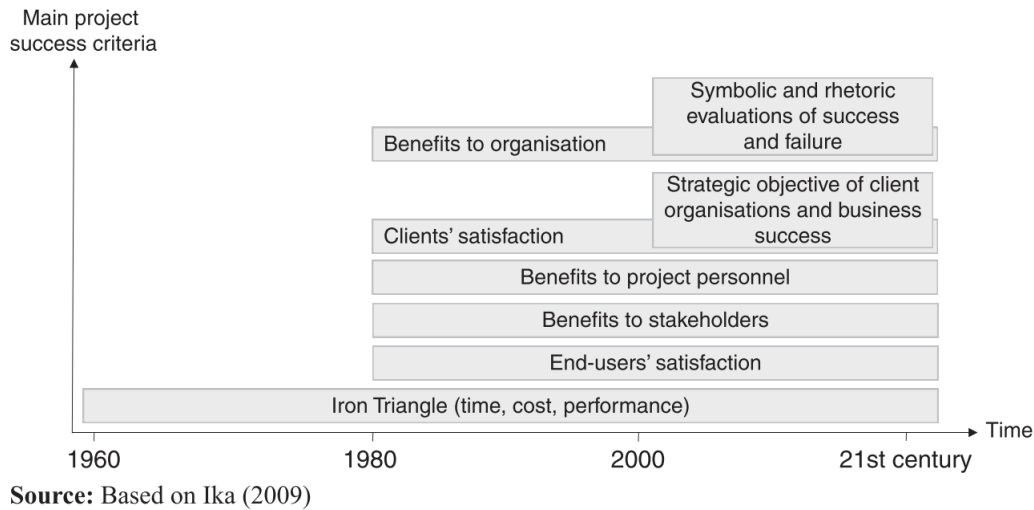 Main project
success criteria
Symbolic and rhetoric
evaluations of success
and failure
Benefits to organisation
Strategic objective of client
organisations and business
success
Clients’ satisfaction
Benefits to project personnel
Benefits to stakeholders
End-users’ satisfaction
Iron Triangle (time, cost, performance)
Time
1960
1980
2000
21st century
Source: Based on Ika (2009)